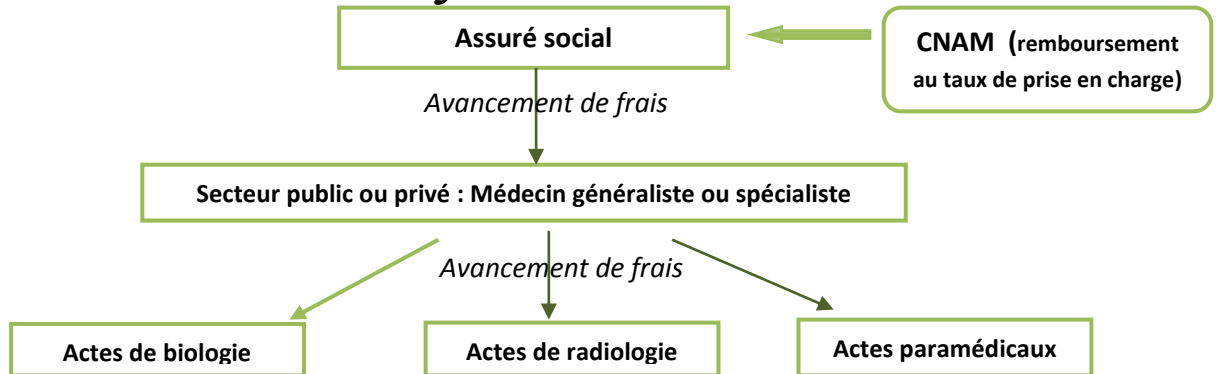 Assuré social
CNAM (remboursement
au taux de prise en charge)
Avancement de frais
Secteur public ou privé : Médecin généraliste ou spécialiste
Avancement de frais
Actes de biologie
Actes de radiologie
Actes paramédicaux